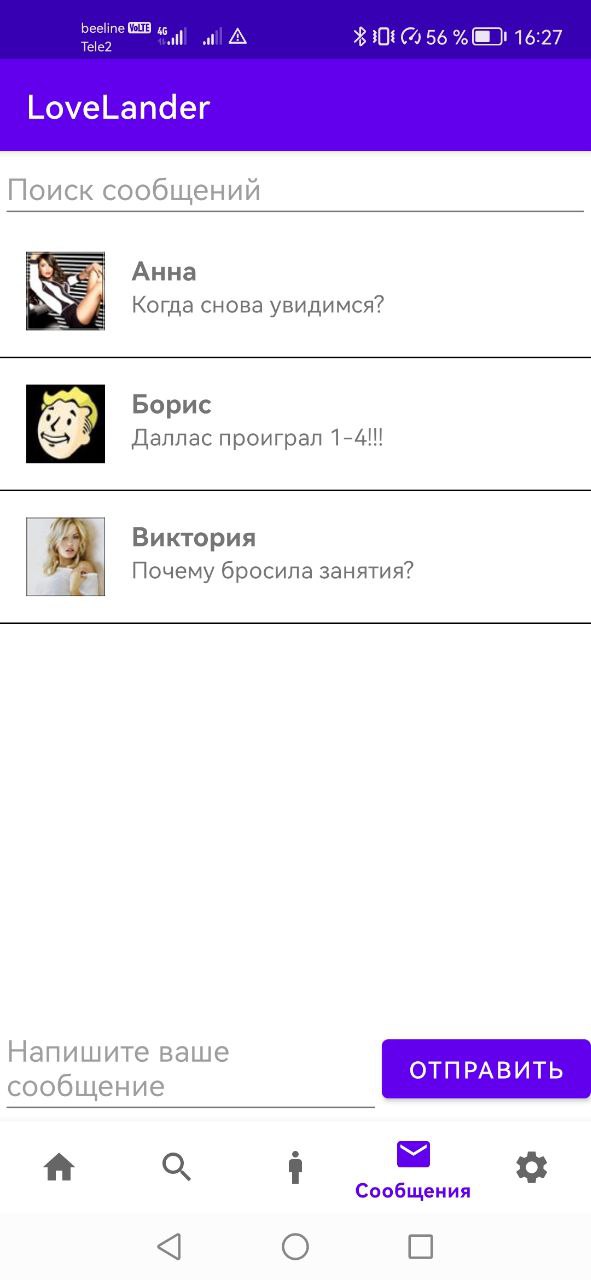 beeline VoLTE 4G 56 % 16:27
Tele2
LoveLander
Поиск сообщений
Анна
Когда снова увидимся?
Борис
Даллас проиграл 1-4!!!
Виктория
Почему бросила занятия?
Напишите ваше
сообщение
ОТПРАВИТЬ
Сообщения